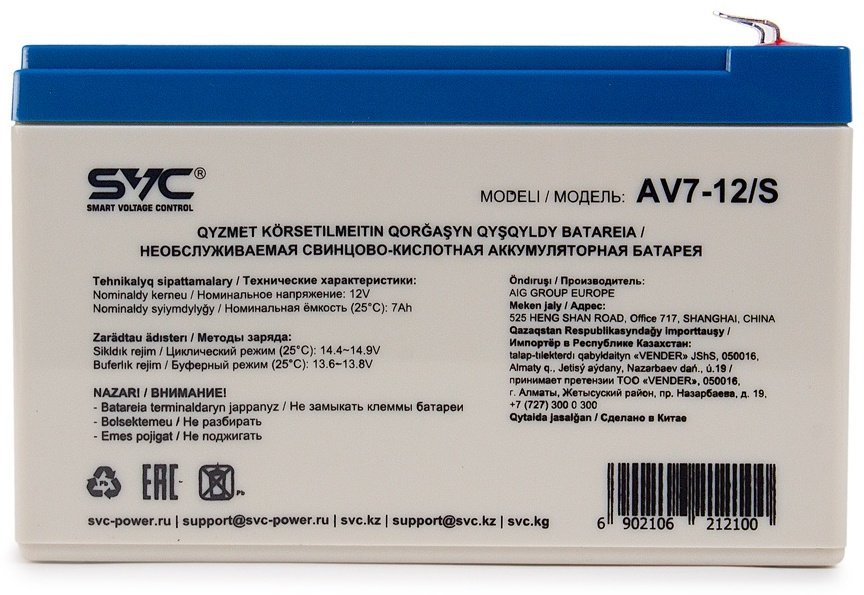 SVC®
SMART VOLTAGE CONTROL
MODELI / МОДЕЛЬ: AV7-12/S
QYZMET KÖRSETILMEITIN QORĞAŞYN QYŞQYLDY BATAREIA /
НЕОБСЛУЖИВАЕМАЯ СВИНЦОВО-КИСЛОТНАЯ АККУМУЛЯТОРНАЯ БАТАРЕЯ
Tehnikalyq sipattamalary / Технические характеристики:
Nominaldy kerneu / Номинальное напряжение: 12V
Nominaldy syiymdylyğy / Номинальная ёмкость (25°C): 7Ah
Zarädtau ädısterı / Методы заряда:
Sikldık rejim / Циклический режим (25°C): 14.4~14.9V
Buferlık rejim / Буферный режим (25°C): 13.6~13.8V
NAZAR! / ВНИМАНИЕ!
- Batareia terminaldaryn jappanyz / Не замыкать клеммы батареи
- Bolsektemeu / Не разбирать
- Emes pojigat / Не поджигать
Öndıruşı / Производитель:
AIG GROUP EUROPE
Meken jaly / Адрес:
525 HENG SHAN ROAD, Office 717, SHANGHAI, CHINA
Qazaqstan Respublikasyndağy importtauşy /
Импортёр в Республике Казахстан:
talap-tılekterdı qabyldaityn «VENDER» JShS, 050016,
Almaty q., Jetisý aýdany, Nazarbaev dań., ú.19 /
принимает претензии ТОО «VENDER», 050016,
г. Алматы, Жетысуский район, пр. Назарбаева, д. 19,
+7 (727) 300 0 300
Qytaida jasalğan / Сделано в Китае
EAC
Pb
svc-power.ru | support@svc-power.ru | svc.kz | support@svc.kz | svc.kg
6 902106 212100